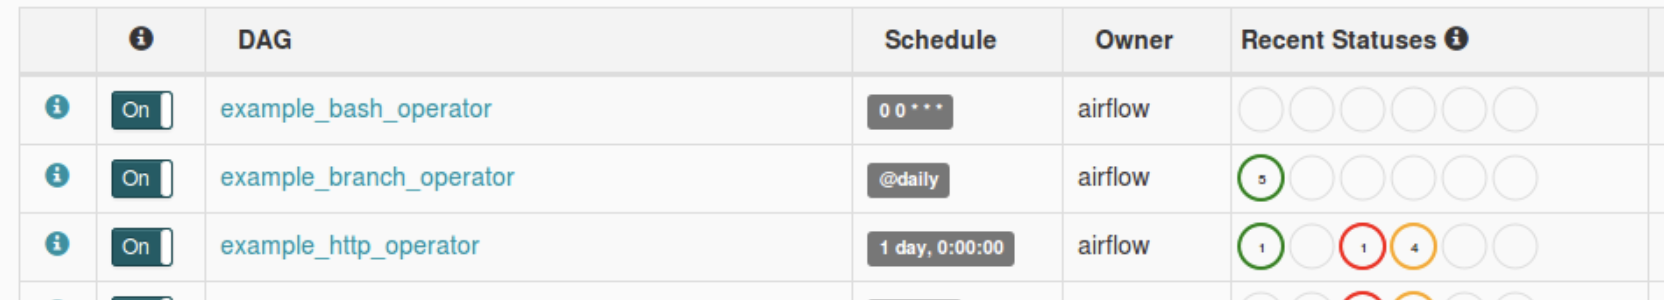 DAG Schedule Owner Recent Statuses
On example_bash_operator 0 0 * * * airflow
On example_branch_operator @daily airflow 5
On example_http_operator 1 day, 0:00:00 airflow 1 1 4